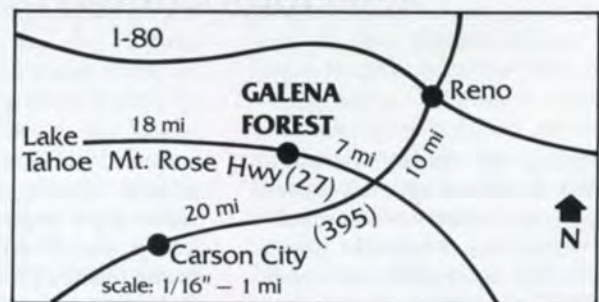 I-80
Reno
GALENA
FOREST
18 mi
7 mi
10 mi
Lake
Tahoe
Mt. Rose Hwy (27)
20 mi
(395)
Carson City
scale: 1/16" – 1 mi
N